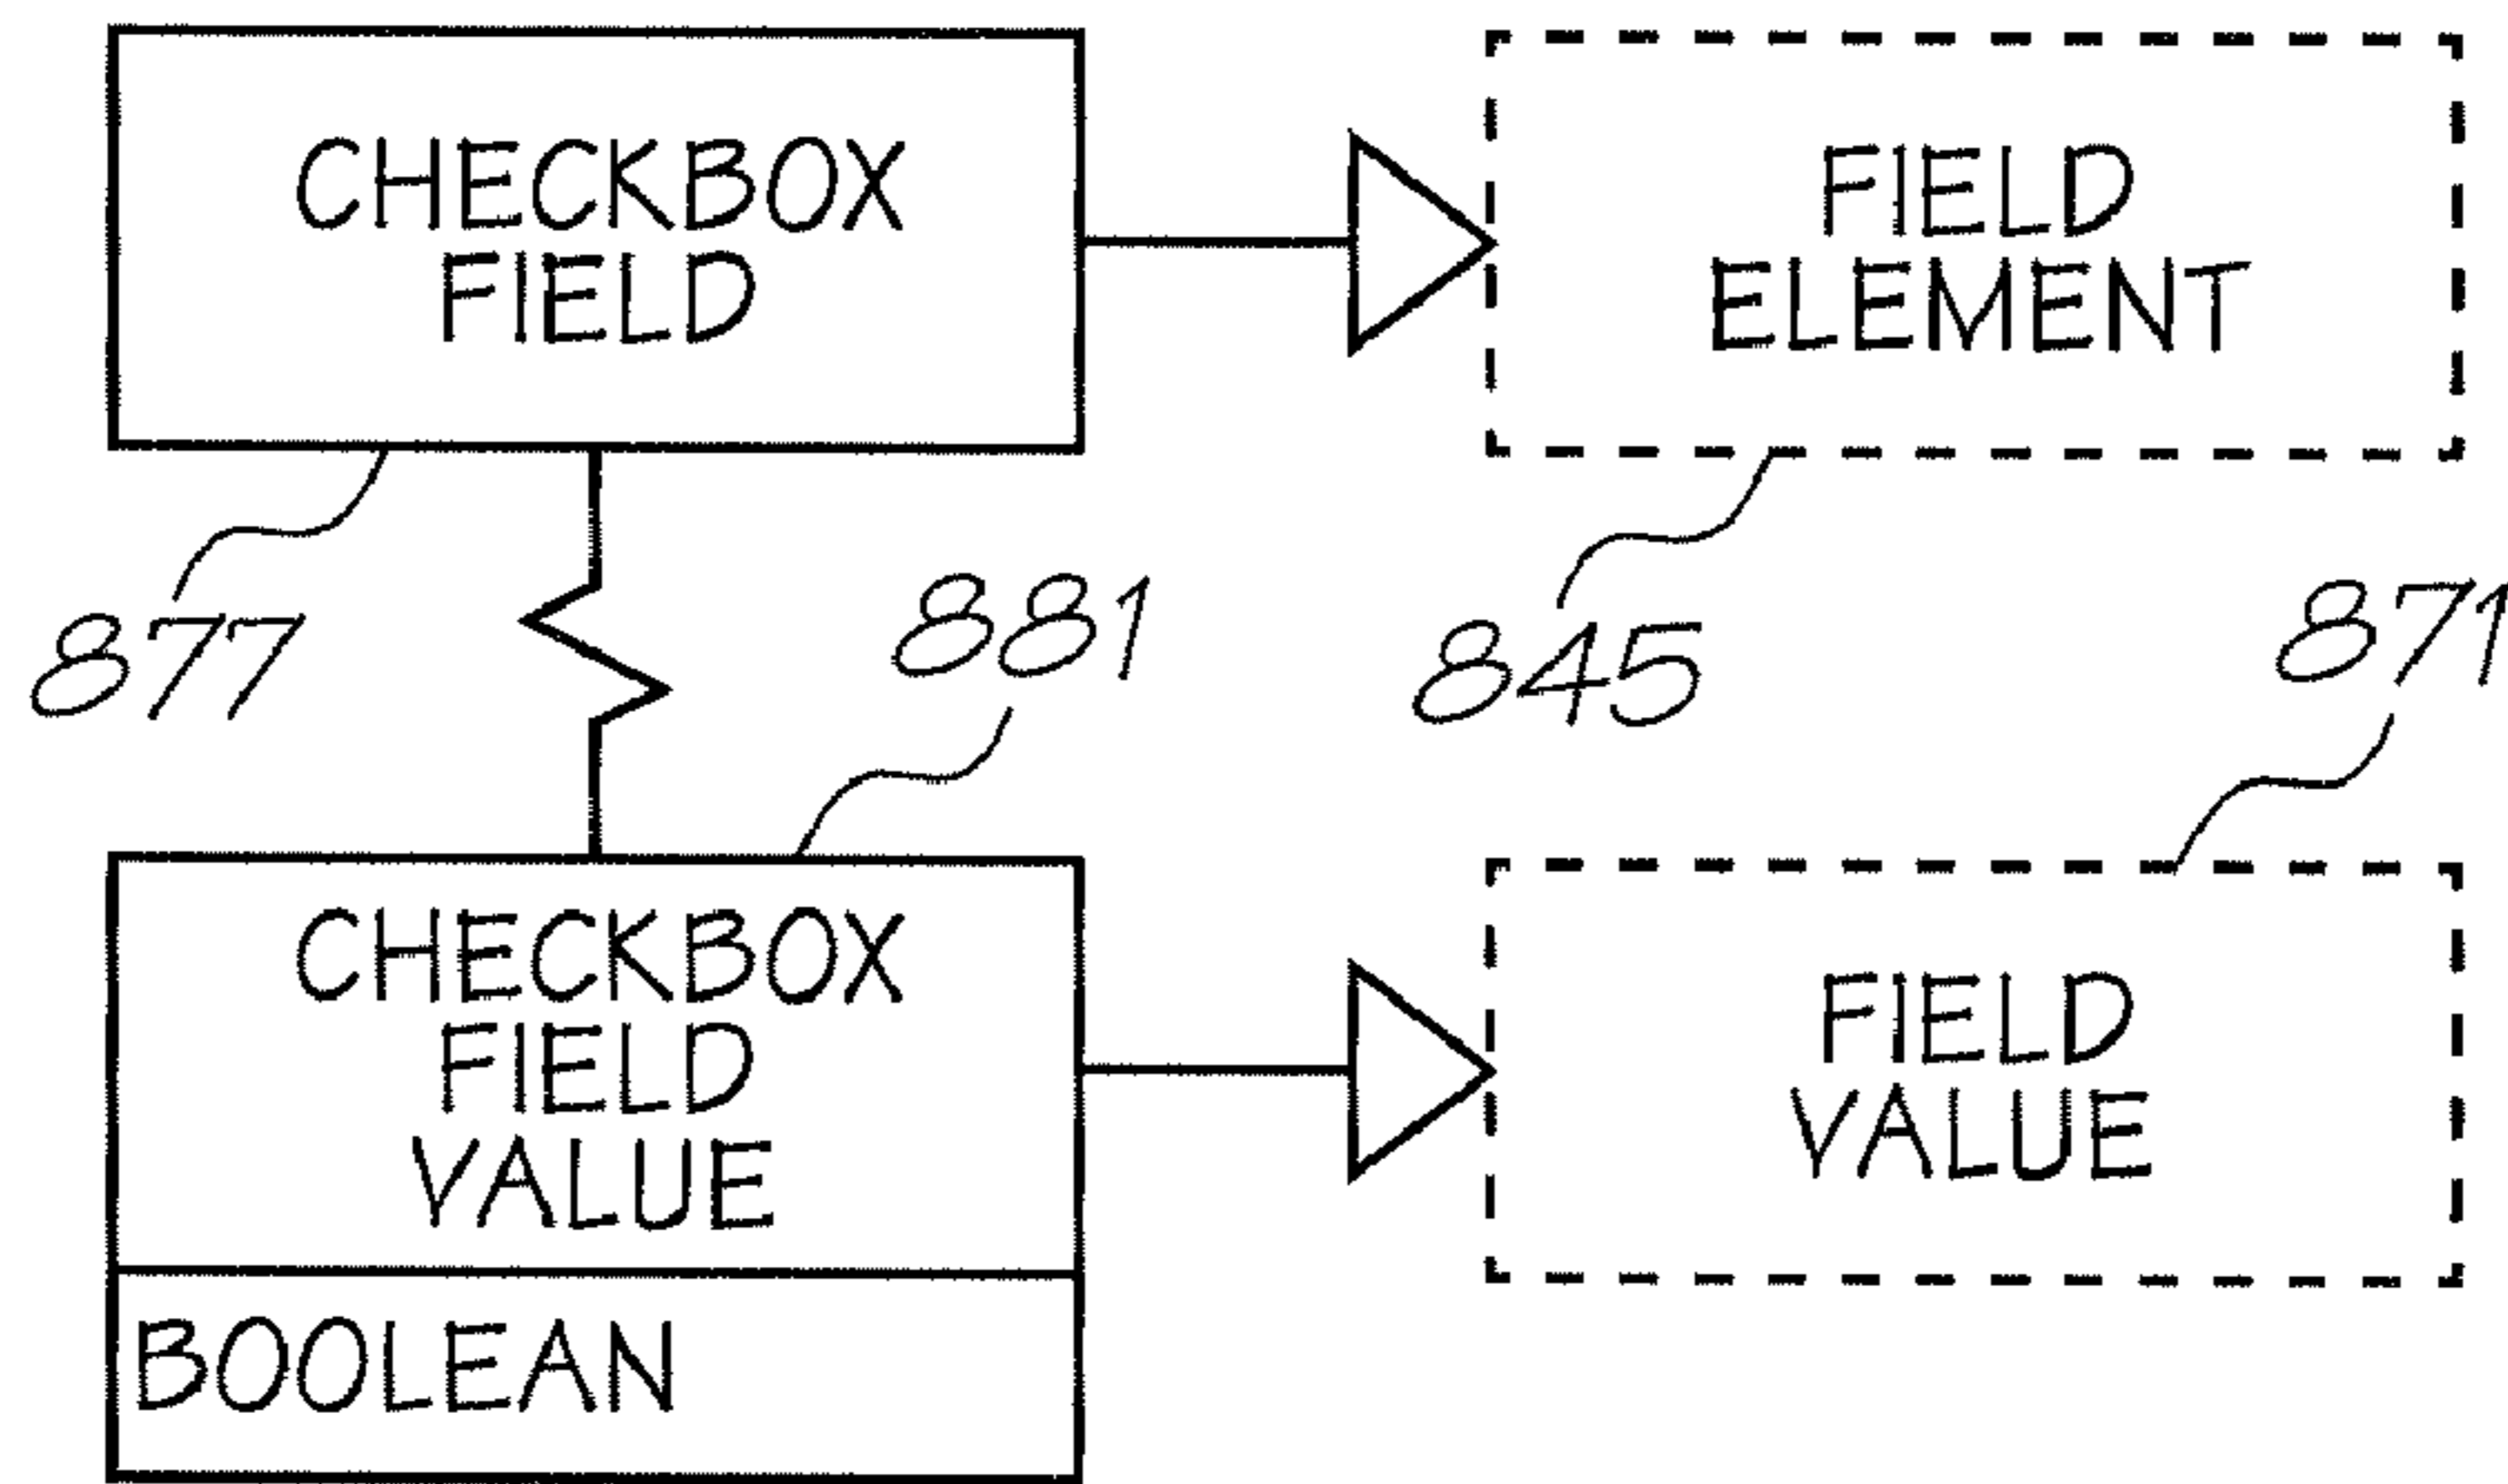 CHECKBOX
FIELD
FIELD
ELEMENT
877
881
845
871
CHECKBOX
FIELD
VALUE
BOOLEAN
FIELD
VALUE